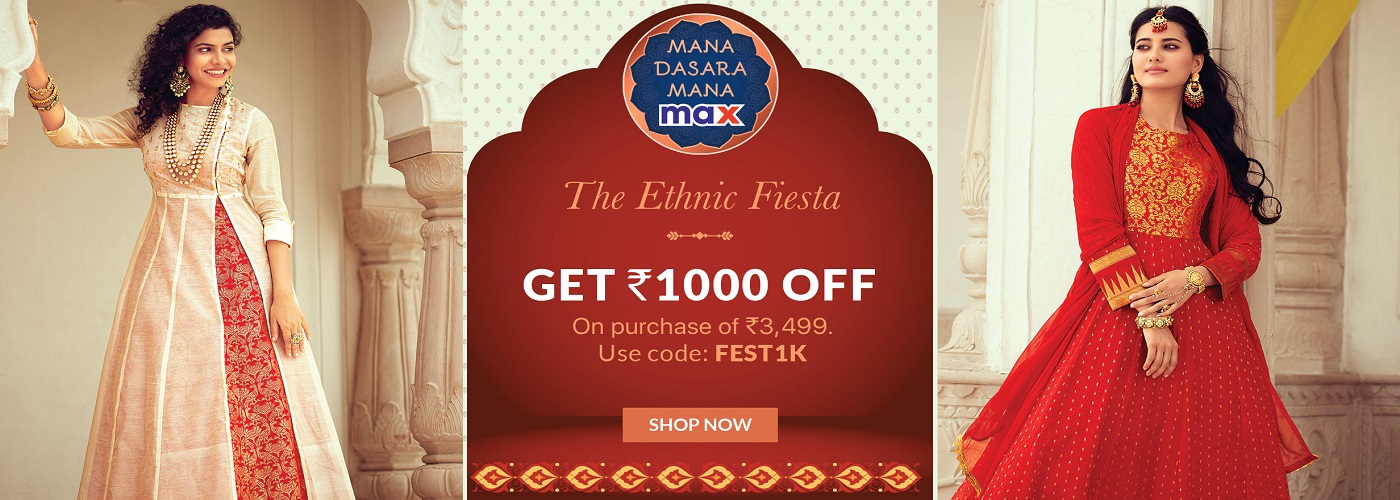 MANA
DASARA
MANA
max
The Ethnic Fiesta
GET ₹1000 OFF
On purchase of ₹3,499.
Use code: FEST1K
SHOP NOW